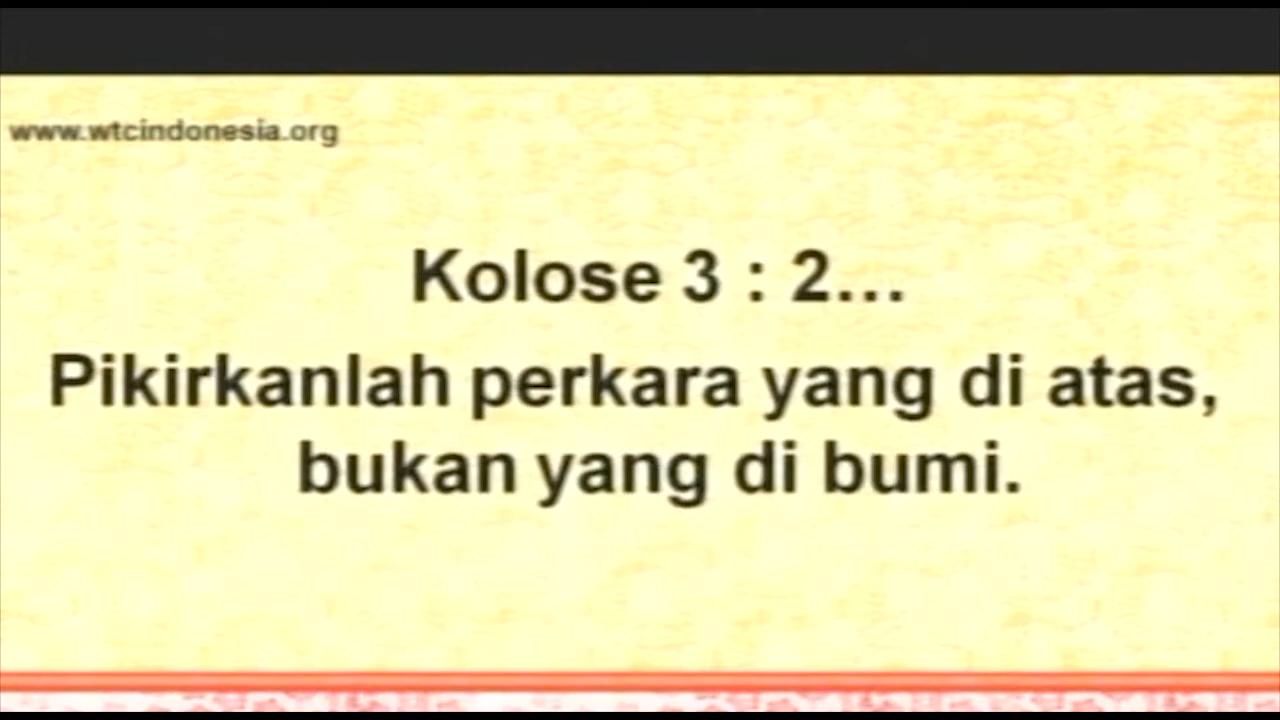 www.wtcindonesia.org
Kolose 3 : 2...
Pikirkanlah perkara yang di atas,
bukan yang di bumi.